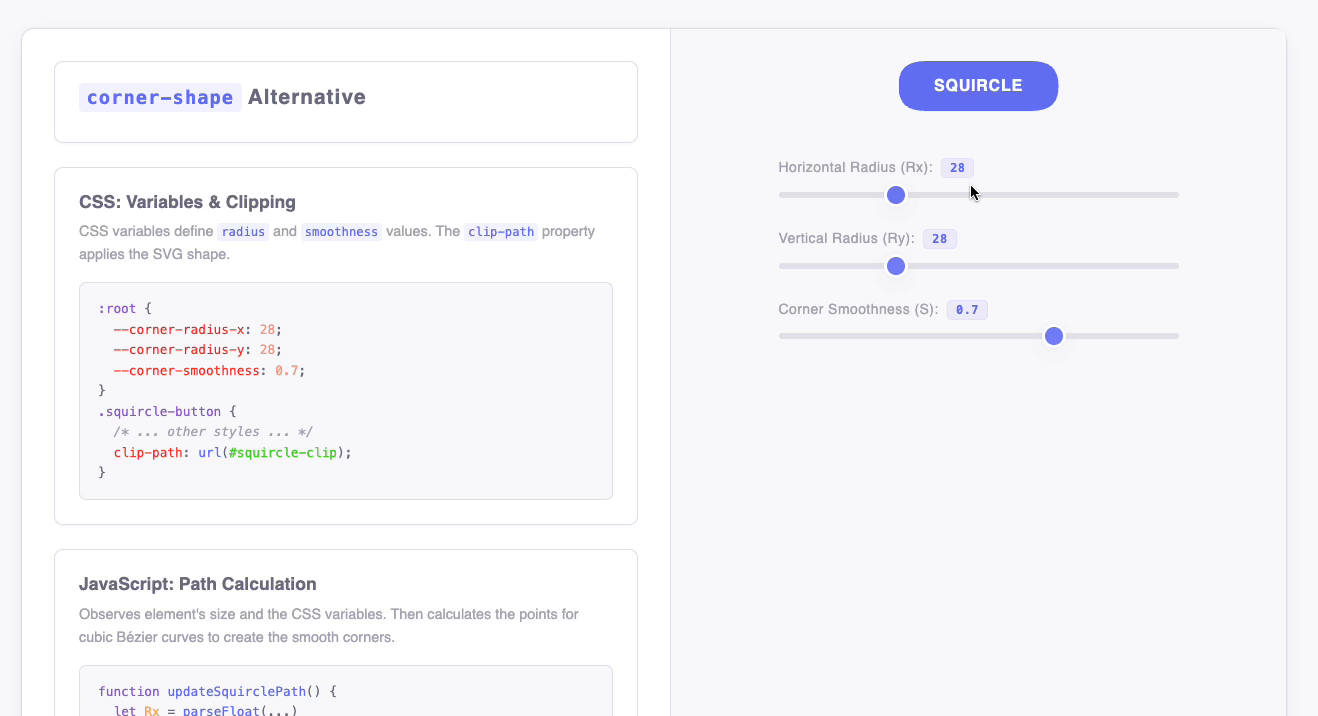 corner-shape Alternative
CSS: Variables & Clipping
CSS variables define radius and smoothness values. The clip-path property
applies the SVG shape.
:root {
  --corner-radius-x: 28;
  --corner-radius-y: 28;
  --corner-smoothness: 0.7;
}
.squircle-button {
  /* ... other styles ... */
  clip-path: url(#squircle-clip);
}
JavaScript: Path Calculation
Observes element's size and the CSS variables. Then calculates the points for
cubic Bézier curves to create the smooth corners.
function updateSquirclePath() {
  let Rx = parseFloat(...)
SQUIRCLE
Horizontal Radius (Rx): 28
Vertical Radius (Ry): 28
Corner Smoothness (S): 0.7